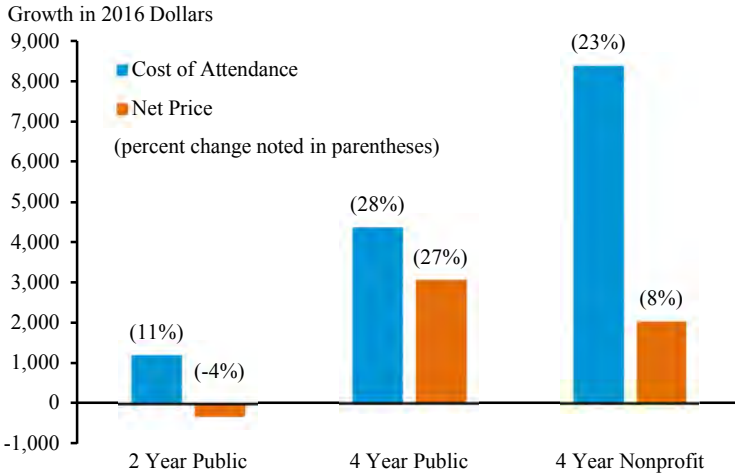 Growth in 2016 Dollars
9,000
8,000
7,000
6,000
5,000
4,000
3,000
2,000
1,000
0
-1,000
Cost of Attendance
Net Price
(percent change noted in parentheses)
(11%)
(-4%)
(28%)
(27%)
(23%)
(8%)
2 Year Public
4 Year Public
4 Year Nonprofit